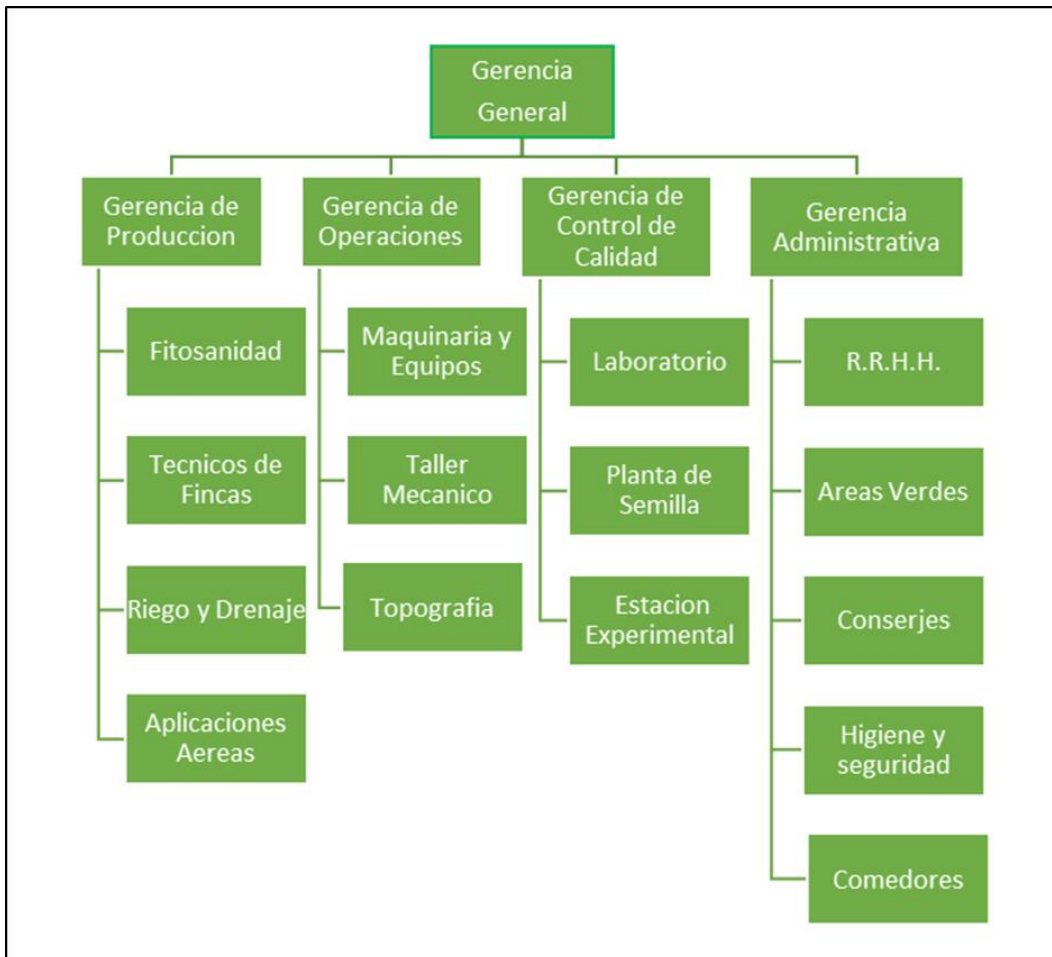 Gerencia
General
Gerencia de
Produccion
Fitosanidad
Tecnicos de
Fincas
Riego y Drenaje
Aplicaciones
Aereas
Gerencia de
Operaciones
Maquinaria y
Equipos
Taller
Mecanico
Topografia
Gerencia de
Control de
Calidad
Laboratorio
Planta de
Semilla
Estacion
Experimental
Gerencia
Administrativa
R.R.H.H.
Areas Verdes
Conserjes
Higiene y
seguridad
Comedores